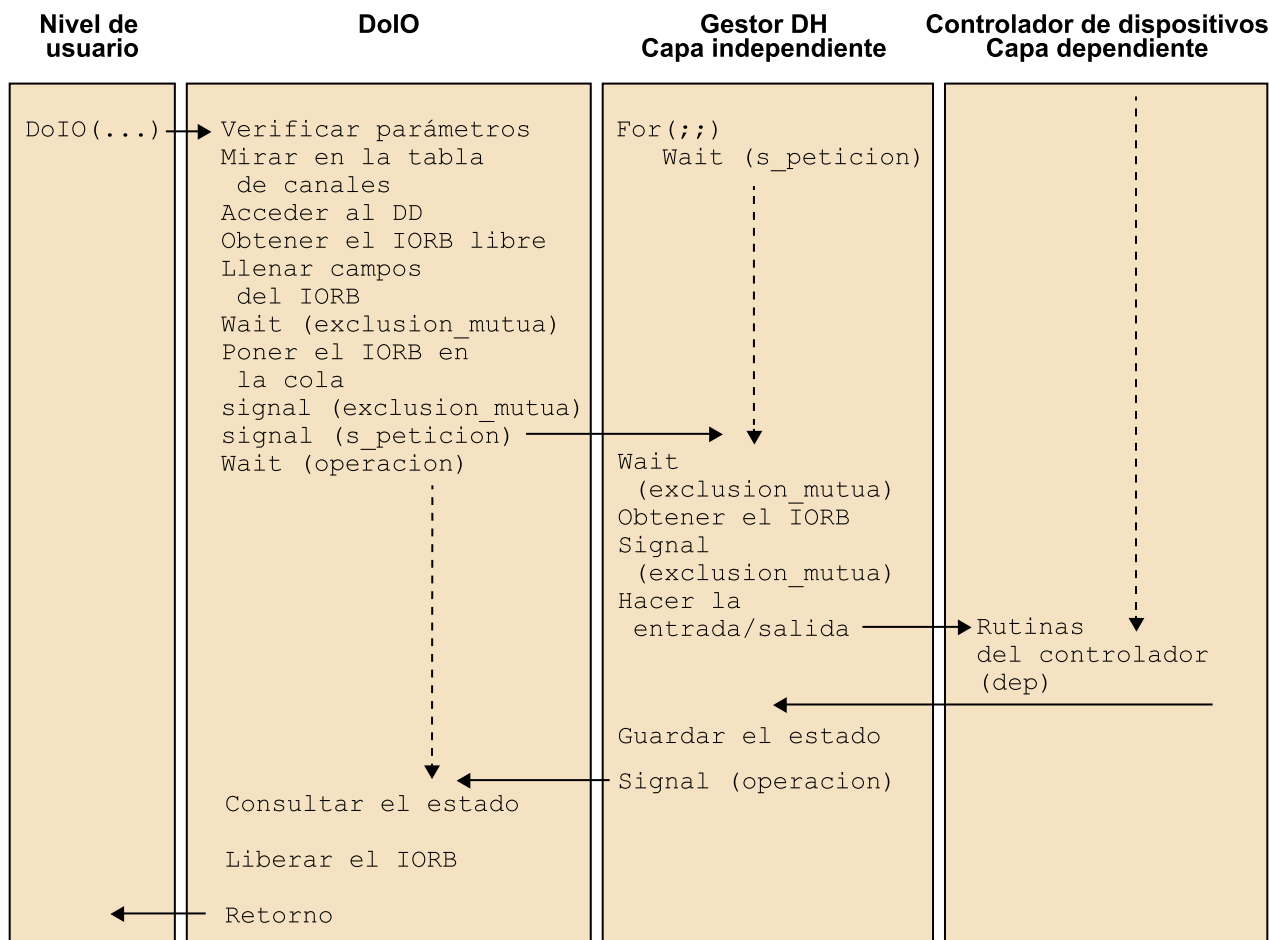 Nivel de
usuario
DoIO
Gestor DH
Capa independiente
Controlador de dispositivos
Capa dependiente
DoIO(...)
Verificar parámetros
Mirar en la tabla
de canales
Acceder al DD
Obtener el IORB libre
Llenar campos
del IORB
Wait (exclusion_mutua)
Poner el IORB en
la cola
signal (exclusion_mutua)
signal (s_peticion)
Wait (operacion)
Consultar el estado
Liberar el IORB
Retorno
For(;;)
Wait (s_peticion)
Wait
(exclusion_mutua)
Obtener el IORB
Signal
(exclusion_mutua)
Hacer la
entrada/salida
Guardar el estado
Signal (operacion)
Rutinas
del controlador
(dep)